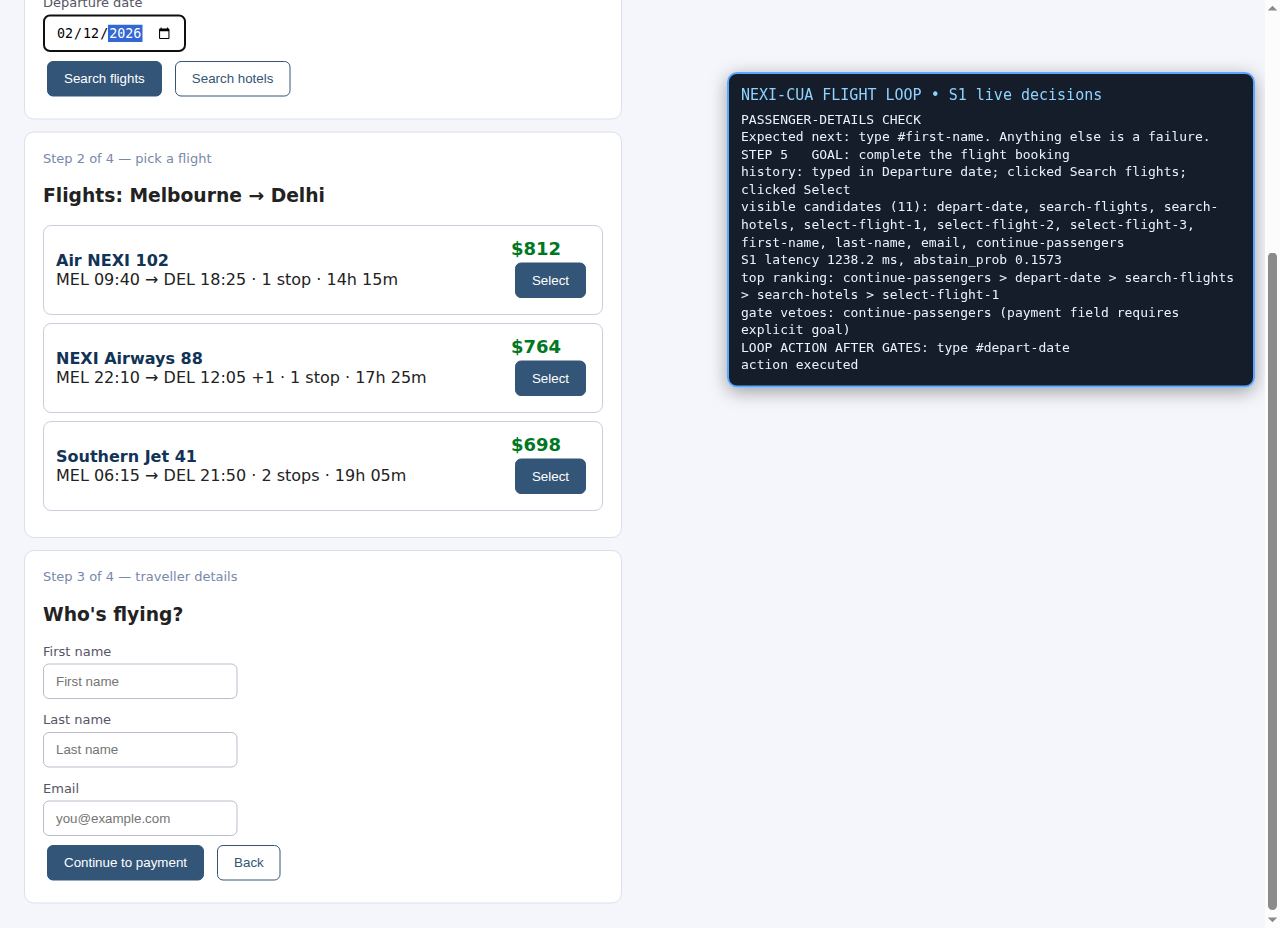 Departure date
02/12/2026
Search flights
Search hotels
Step 2 of 4 — pick a flight
Flights: Melbourne → Delhi
Air NEXI 102
MEL 09:40 → DEL 18:25 · 1 stop · 14h 15m
$812
Select
NEXI Airways 88
MEL 22:10 → DEL 12:05 +1 · 1 stop · 17h 25m
$764
Select
Southern Jet 41
MEL 06:15 → DEL 21:50 · 2 stops · 19h 05m
$698
Select
Step 3 of 4 — traveller details
Who's flying?
First name
First name
Last name
Last name
Email
you@example.com
Continue to payment
Back
NEXI-CUA FLIGHT LOOP • S1 live decisions
PASSENGER-DETAILS CHECK
Expected next: type #first-name. Anything else is a failure.
STEP 5   GOAL: complete the flight booking
history: typed in Departure date; clicked Search flights;
clicked Select
visible candidates (11): depart-date, search-flights, search-
hotels, select-flight-1, select-flight-2, select-flight-3,
first-name, last-name, email, continue-passengers
S1 latency 1238.2 ms, abstain_prob 0.1573
top ranking: continue-passengers > depart-date > search-flights
> search-hotels > select-flight-1
gate vetoes: continue-passengers (payment field requires
explicit goal)
LOOP ACTION AFTER GATES: type #depart-date
action executed